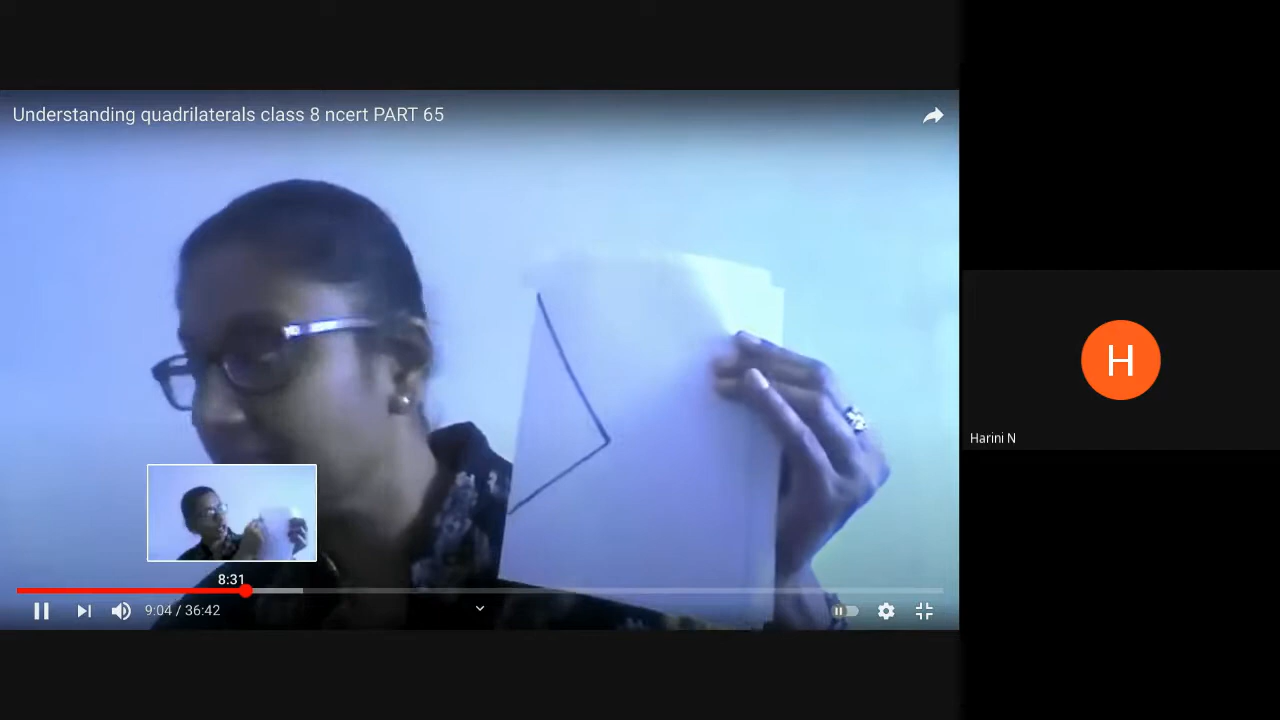 Understanding quadrilaterals class 8 ncert PART 65
H
Harini N
8:31
9:04 / 36:42